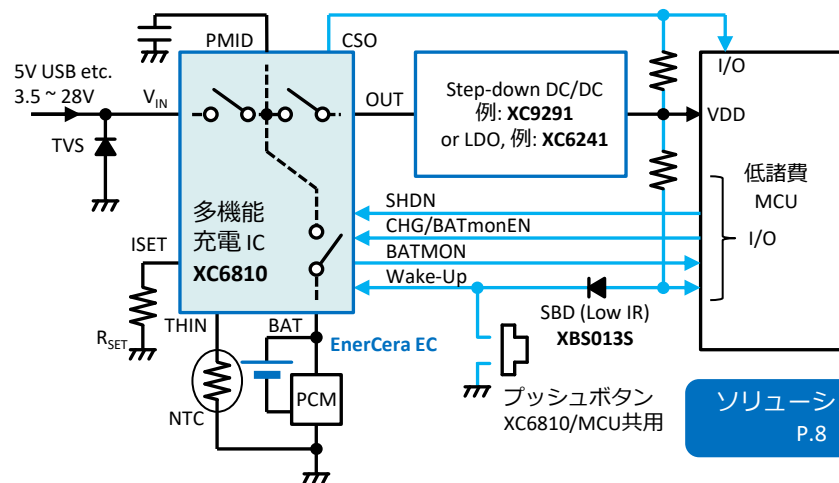 PMID
CSO
5V USB etc.
3.5 ~ 28V
VIN
TVS
OUT
Step-down DC/DC
例: XC9291
or LDO, 例: XC6241
I/O
VDD
低諸費
MCU
I/O
多機能
充電 IC
XC6810
SHDN
CHG/BATmonEN
BATMON
Wake-Up
ISET
RSET
THIN
BAT
EnerCera EC
SBD (Low IR)
XBS013S
NTC
PCM
プッシュボタン
XC6810/MCU共用
ソリューシ
P.8